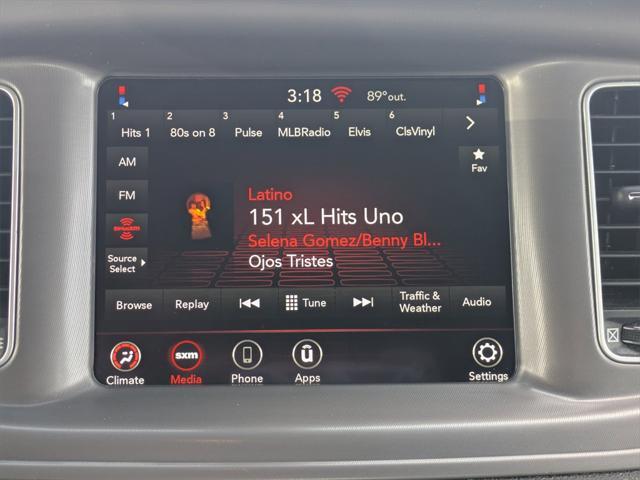 3:18 89° out.
1 2 3 4 5 6
Hits 1 80s on 8 Pulse MLBRadio Elvis ClsVinyl
AM
Fav
FM
Latino
151 xL Hits Uno
SiriusXM
Selena Gomez/Benny Bl...
Source
Select
Ojos Tristes
Browse Replay Tune Traffic &
Weather Audio
sxm ü
Climate Media Phone Apps Settings